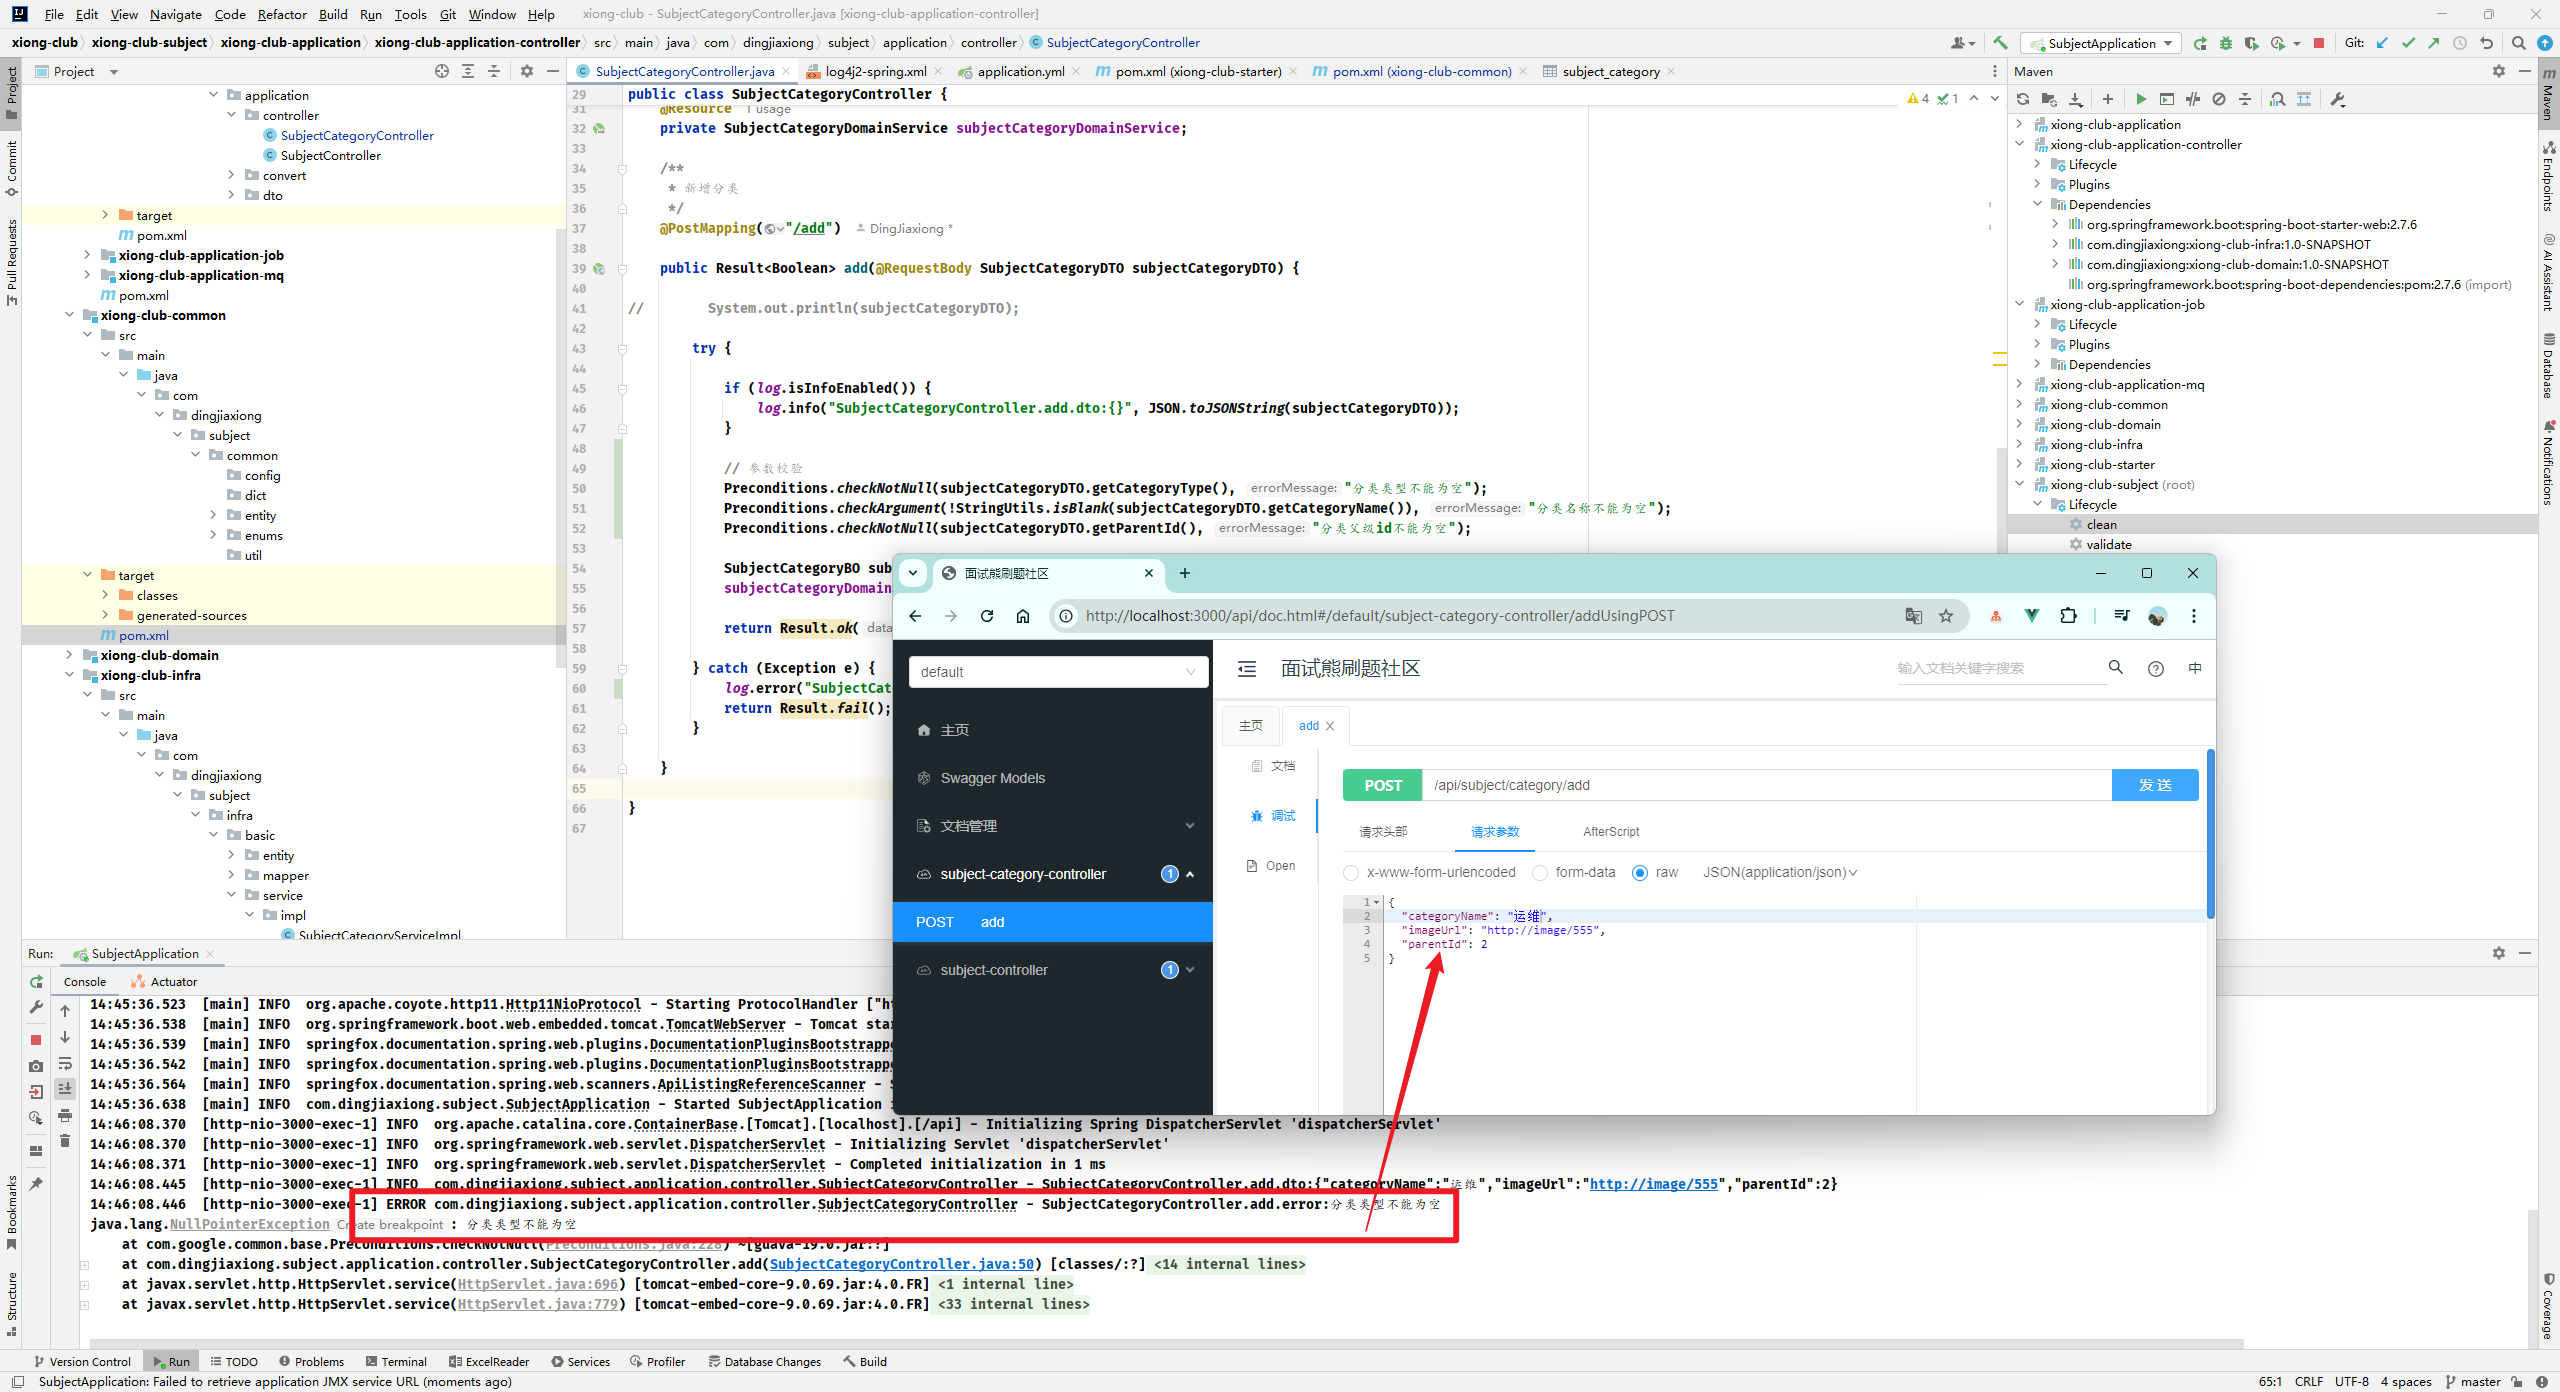 File Edit View Navigate Code Refactor Build Run Tools Git Window Help xiong-club - SubjectCategoryController.java [xiong-club-application-controller]
xiong-club xiong-club-subject xiong-club-application xiong-club-application-controller src main java com dingjiaxiong subject application controller SubjectCategoryController SubjectApplication Git:
Project
SubjectCategoryController.java log4j2-spring.xml application.yml pom.xml (xiong-club-starter) pom.xml (xiong-club-common) subject_category
Maven
Project
Commit
Pull Requests
Bookmarks
Structure
application
controller
SubjectCategoryController
SubjectController
convert
dto
target
pom.xml
xiong-club-application-job
xiong-club-application-mq
pom.xml
xiong-club-common
src
main
java
com
dingjiaxiong
subject
common
config
dict
entity
enums
util
target
classes
generated-sources
pom.xml
xiong-club-domain
xiong-club-infra
src
main
java
com
dingjiaxiong
subject
infra
basic
entity
mapper
service
impl
SubjectCategoryServiceImpl
29 public class SubjectCategoryController {
4 1
31 @Resource 1 usage
32 private SubjectCategoryDomainService subjectCategoryDomainService;
33
34 /**
35 * 新增分类
36 */
37 @PostMapping("/add") DingJiaxiong *
38
39 public Result<Boolean> add(@RequestBody SubjectCategoryDTO subjectCategoryDTO) {
40
41 // System.out.println(subjectCategoryDTO);
42
43 try {
44
45 if (log.isInfoEnabled()) {
46 log.info("SubjectCategoryController.add.dto:{}", JSON.toJSONString(subjectCategoryDTO));
47 }
48
49 // 参数校验
50 Preconditions.checkNotNull(subjectCategoryDTO.getCategoryType(), errorMessage: "分类类型不能为空");
51 Preconditions.checkArgument(!StringUtils.isBlank(subjectCategoryDTO.getCategoryName()), errorMessage: "分类名称不能为空");
52 Preconditions.checkNotNull(subjectCategoryDTO.getParentId(), errorMessage: "分类父级id不能为空");
53
54 SubjectCategoryBO sub
55 subjectCategoryDomain
56
57 return Result.ok( data
58
59 } catch (Exception e) {
60 log.error("SubjectCat
61 return Result.fail();
62 }
63
64 }
65
66 }
67
xiong-club-application
xiong-club-application-controller
Lifecycle
Plugins
Dependencies
org.springframework.boot:spring-boot-starter-web:2.7.6
com.dingjiaxiong:xiong-club-infra:1.0-SNAPSHOT
com.dingjiaxiong:xiong-club-domain:1.0-SNAPSHOT
org.springframework.boot:spring-boot-dependencies:pom:2.7.6 (import)
xiong-club-application-job
Lifecycle
Plugins
Dependencies
xiong-club-application-mq
xiong-club-common
xiong-club-domain
xiong-club-infra
xiong-club-starter
xiong-club-subject (root)
Lifecycle
clean
validate
Maven
Endpoints
AI Assistant
Database
Notifications
Coverage
面试熊刷题社区
http://localhost:3000/api/doc.html#/default/subject-category-controller/addUsingPOST
default
面试熊刷题社区
输入文档关键字搜索
中
主页
Swagger Models
文档管理
subject-category-controller 1
POST add
subject-controller 1
主页 add
文档
调试
Open
POST /api/subject/category/add 发 送
请求头部 请求参数 AfterScript
x-www-form-urlencoded form-data raw JSON(application/json)
1 {
2 "categoryName": "运维",
3 "imageUrl": "http://image/555",
4 "parentId": 2
5 }
Run: SubjectApplication
Console Actuator
14:45:36.523 [main] INFO org.apache.coyote.http11.Http11NioProtocol - Starting ProtocolHandler ["ht
14:45:36.538 [main] INFO org.springframework.boot.web.embedded.tomcat.TomcatWebServer - Tomcat star
14:45:36.539 [main] INFO springfox.documentation.spring.web.plugins.DocumentationPluginsBootstrappe
14:45:36.542 [main] INFO springfox.documentation.spring.web.plugins.DocumentationPluginsBootstrappe
14:45:36.564 [main] INFO springfox.documentation.spring.web.scanners.ApiListingReferenceScanner - S
14:45:36.638 [main] INFO com.dingjiaxiong.subject.SubjectApplication - Started SubjectApplication
14:46:08.370 [http-nio-3000-exec-1] INFO org.apache.catalina.core.ContainerBase.[Tomcat].[localhost].[/api] - Initializing Spring DispatcherServlet 'dispatcherServlet'
14:46:08.370 [http-nio-3000-exec-1] INFO org.springframework.web.servlet.DispatcherServlet - Initializing Servlet 'dispatcherServlet'
14:46:08.371 [http-nio-3000-exec-1] INFO org.springframework.web.servlet.DispatcherServlet - Completed initialization in 1 ms
14:46:08.445 [http-nio-3000-exec-1] INFO com.dingjiaxiong.subject.application.controller.SubjectCategoryController - SubjectCategoryController.add.dto:{"categoryName":"运维","imageUrl":"http://image/555","parentId":2}
14:46:08.446 [http-nio-3000-exec-1] ERROR com.dingjiaxiong.subject.application.controller.SubjectCategoryController - SubjectCategoryController.add.error:分类类型不能为空
java.lang.NullPointerException Create breakpoint : 分类类型不能为空
at com.google.common.base.Preconditions.checkNotNull(Preconditions.java:228) ~[guava-19.0.jar:?]
at com.dingjiaxiong.subject.application.controller.SubjectCategoryController.add(SubjectCategoryController.java:50) [classes/:?] <14 internal lines>
at javax.servlet.http.HttpServlet.service(HttpServlet.java:696) [tomcat-embed-core-9.0.69.jar:4.0.FR] <1 internal line>
at javax.servlet.http.HttpServlet.service(HttpServlet.java:779) [tomcat-embed-core-9.0.69.jar:4.0.FR] <33 internal lines>
Version Control Run TODO Problems Terminal ExcelReader Services Profiler Database Changes Build
SubjectApplication: Failed to retrieve application JMX service URL (moments ago) 65:1 CRLF UTF-8 4 spaces master